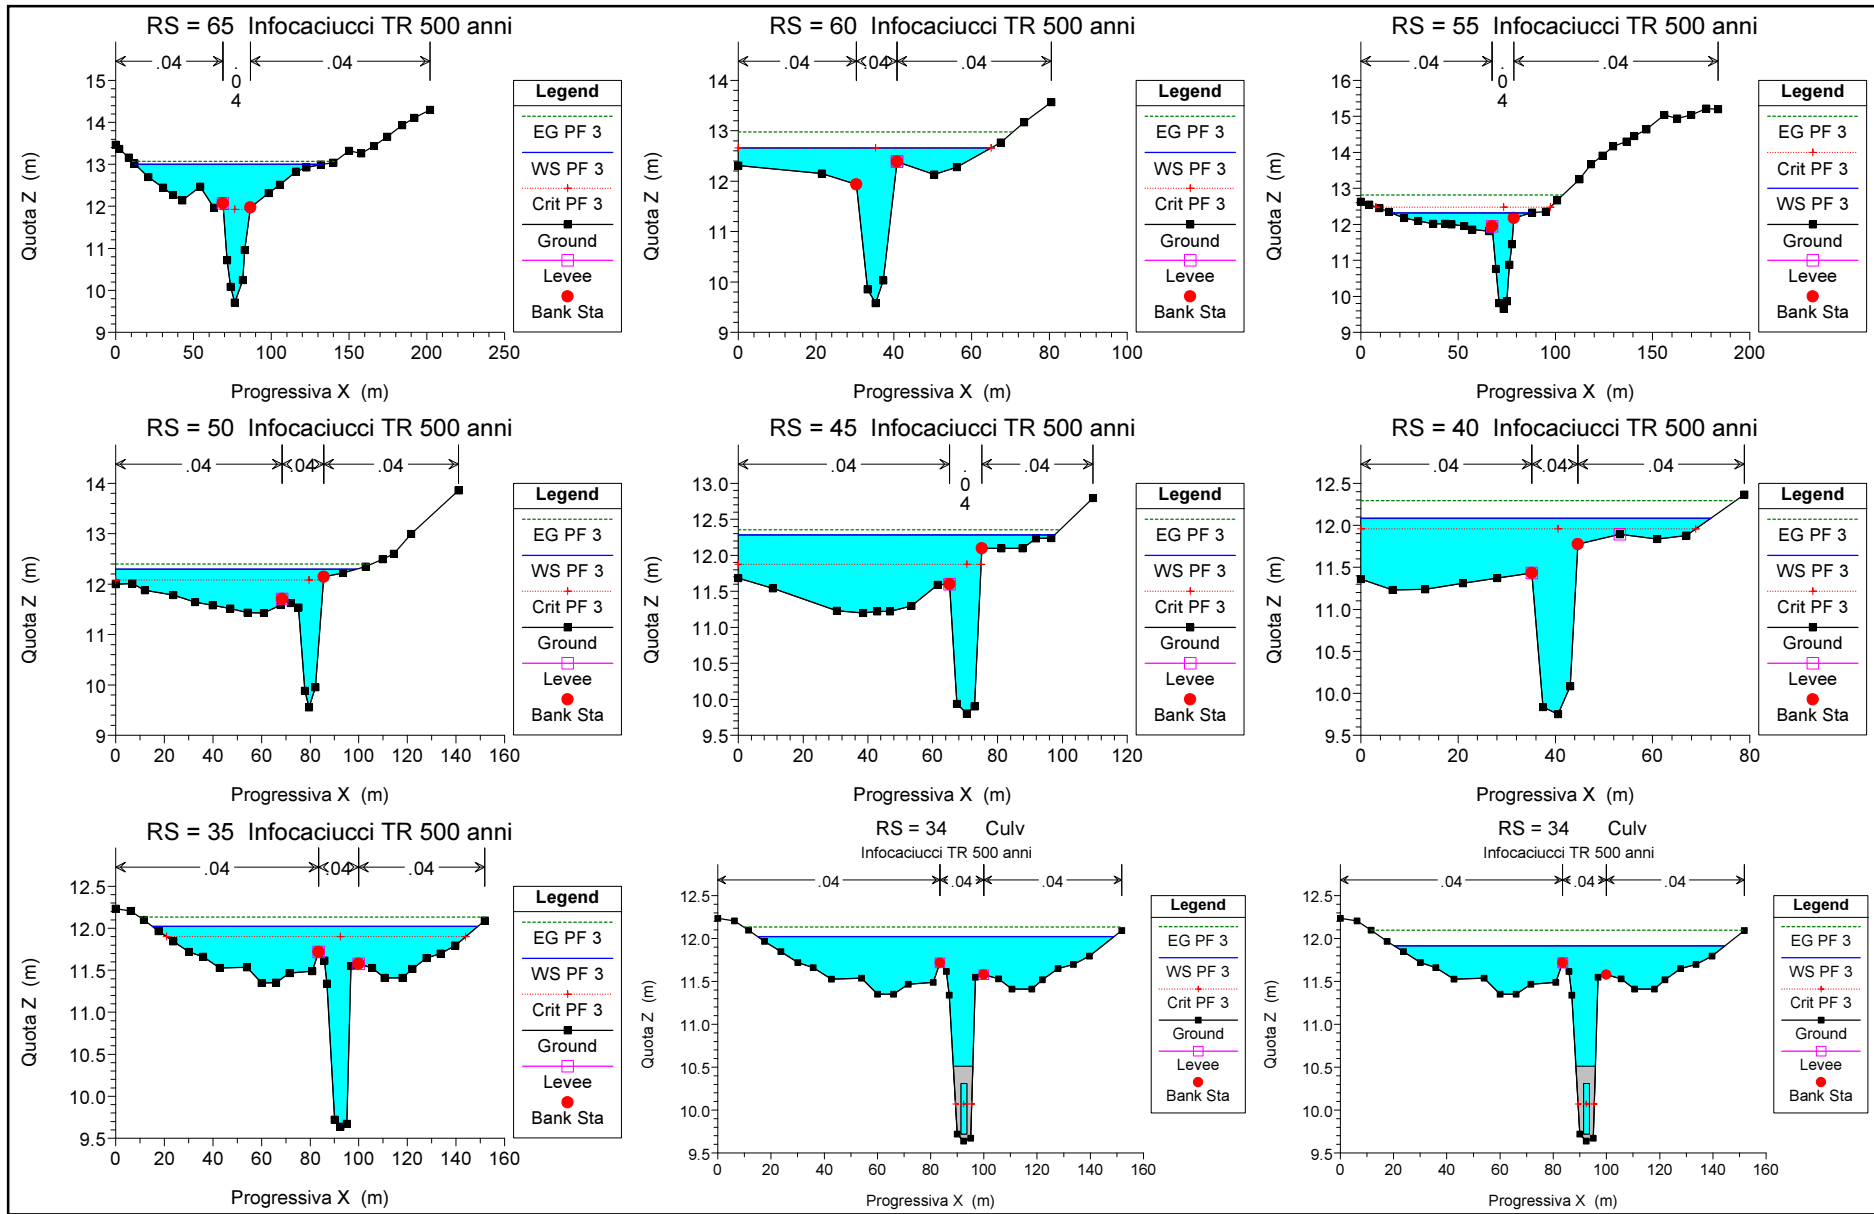 RS = 65 Infocaciucci TR 500 anni
.04
.04
.04
Quota Z (m)
15
14
13
12
11
10
9
0
50
100
150
200
250
Progressiva X (m)
Legend
EG PF 3
WS PF 3
Crit PF 3
Ground
Levee
Bank Sta
RS = 60 Infocaciucci TR 500 anni
.04
.04
.04
Quota Z (m)
14
13
12
11
10
9
0
20
40
60
80
100
Progressiva X (m)
Legend
EG PF 3
WS PF 3
Crit PF 3
Ground
Levee
Bank Sta
RS = 55 Infocaciucci TR 500 anni
.04
.04
.04
Quota Z (m)
16
15
14
13
12
11
10
9
0
50
100
150
200
Progressiva X (m)
Legend
EG PF 3
Crit PF 3
WS PF 3
Ground
Levee
Bank Sta
RS = 50 Infocaciucci TR 500 anni
.04
.04
.04
Quota Z (m)
14
13
12
11
10
9
0
20
40
60
80
100
120
140
160
Progressiva X (m)
Legend
EG PF 3
WS PF 3
Crit PF 3
Ground
Levee
Bank Sta
RS = 45 Infocaciucci TR 500 anni
.04
.04
.04
Quota Z (m)
13.0
12.5
12.0
11.5
11.0
10.5
10.0
9.5
0
20
40
60
80
100
120
Progressiva X (m)
Legend
EG PF 3
WS PF 3
Crit PF 3
Ground
Levee
Bank Sta
RS = 40 Infocaciucci TR 500 anni
.04
.04
.04
Quota Z (m)
12.5
12.0
11.5
11.0
10.5
10.0
9.5
0
20
40
60
80
Progressiva X (m)
Legend
EG PF 3
WS PF 3
Crit PF 3
Ground
Levee
Bank Sta
RS = 35 Infocaciucci TR 500 anni
.04
.04
.04
Quota Z (m)
12.5
12.0
11.5
11.0
10.5
10.0
9.5
0
20
40
60
80
100
120
140
160
Progressiva X (m)
Legend
EG PF 3
WS PF 3
Crit PF 3
Ground
Levee
Bank Sta
RS = 34 Culv
Infocaciucci TR 500 anni
.04
.04
.04
Quota Z (m)
12.5
12.0
11.5
11.0
10.5
10.0
9.5
0
20
40
60
80
100
120
140
160
Progressiva X (m)
Legend
EG PF 3
WS PF 3
Crit PF 3
Ground
Levee
Bank Sta
RS = 34 Culv
Infocaciucci TR 500 anni
.04
.04
.04
Quota Z (m)
12.5
12.0
11.5
11.0
10.5
10.0
9.5
0
20
40
60
80
100
120
140
160
Progressiva X (m)
Legend
EG PF 3
WS PF 3
Crit PF 3
Ground
Levee
Bank Sta